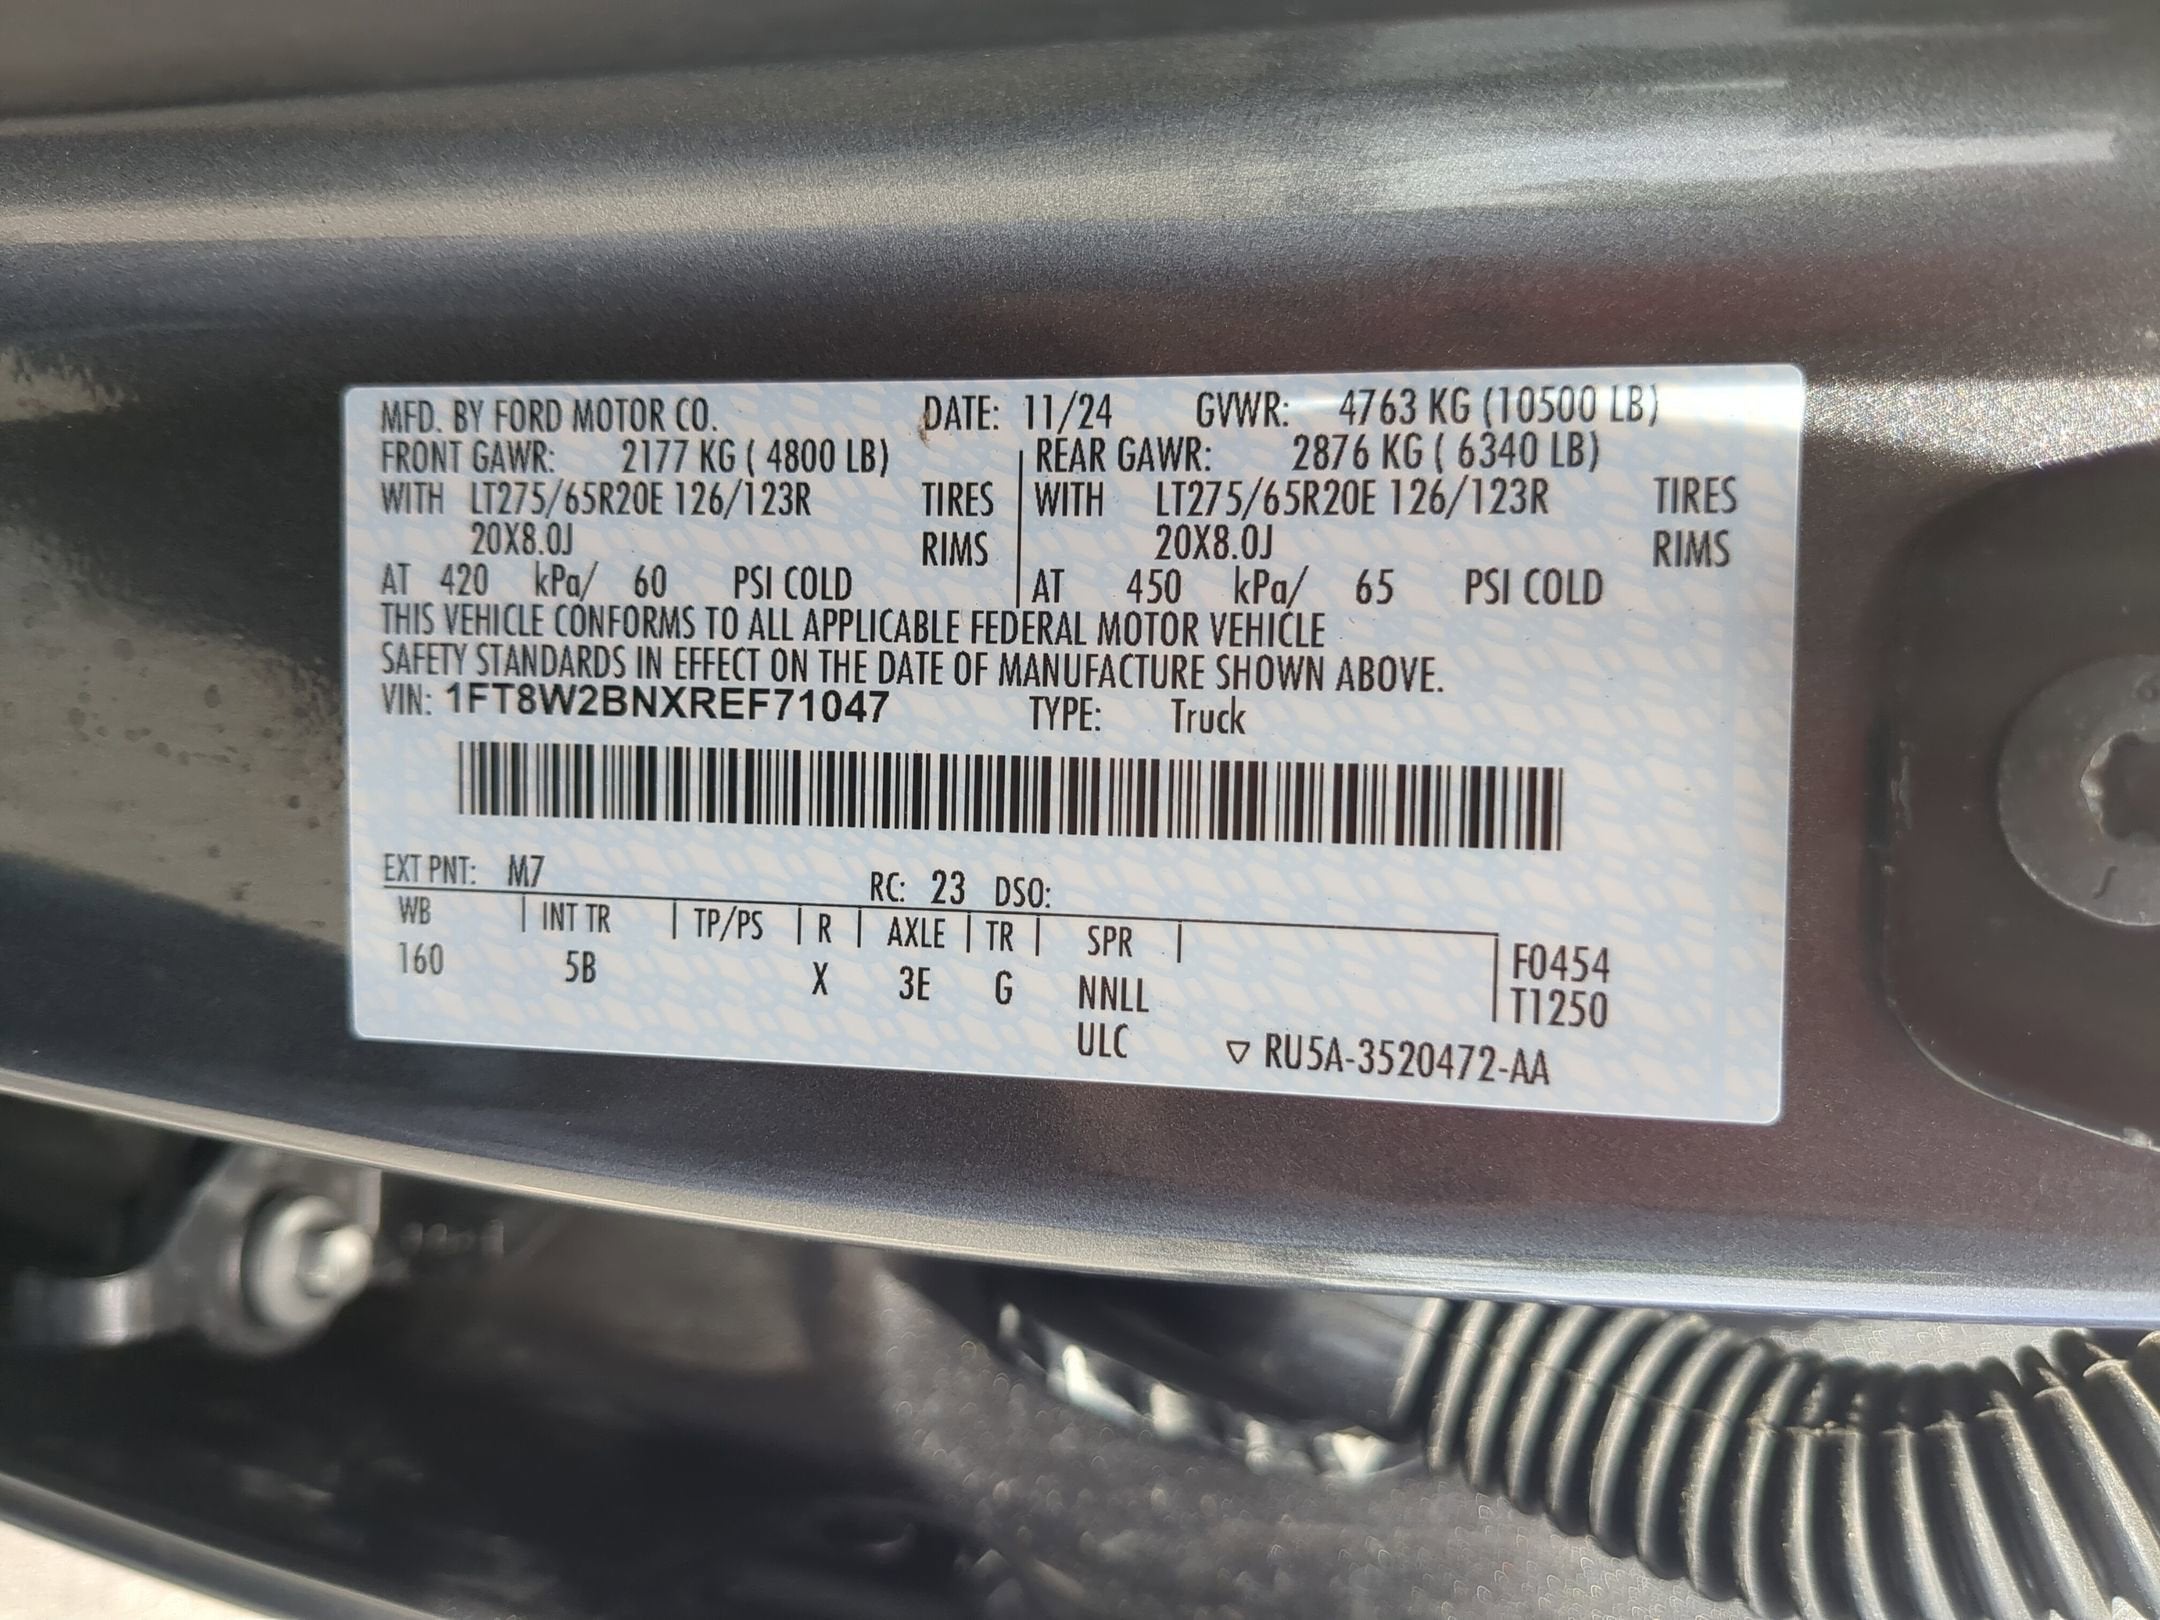 MFD. BY FORD MOTOR CO. DATE: 11/24 GVWR: 4763 KG (10500 LB)
FRONT GAWR: 2177 KG ( 4800 LB) REAR GAWR: 2876 KG ( 6340 LB)
WITH LT275/65R20E 126/123R TIRES WITH LT275/65R20E 126/123R TIRES
20X8.0J RIMS 20X8.0J RIMS
AT 420 kPa/ 60 PSI COLD AT 450 kPa/ 65 PSI COLD
THIS VEHICLE CONFORMS TO ALL APPLICABLE FEDERAL MOTOR VEHICLE
SAFETY STANDARDS IN EFFECT ON THE DATE OF MANUFACTURE SHOWN ABOVE.
VIN: 1FT8W2BNXREF71047 TYPE: Truck
EXT PNT: M7 RC: 23 DSO:
WB INT TR TP/PS R AXLE TR SPR F0454
160 5B X 3E G NNLL T1250
ULC ▽ RU5A-3520472-AA